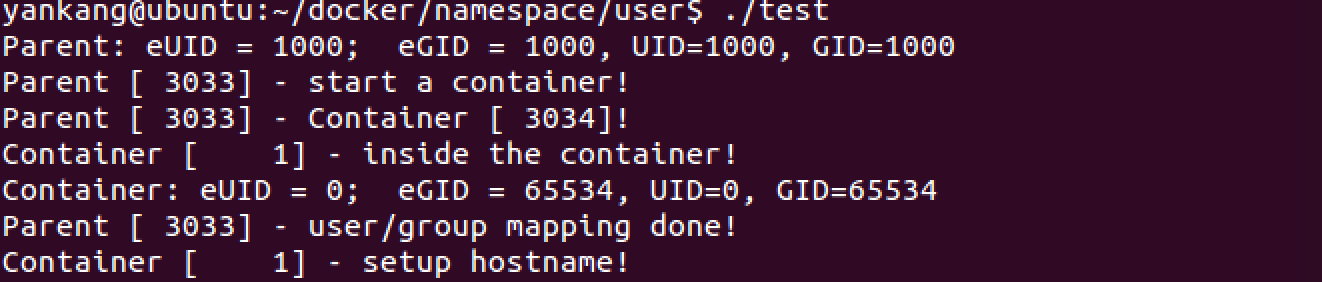 yankang@ubuntu:~/docker/namespace/user$ ./test
Parent: eUID = 1000;  eGID = 1000, UID=1000, GID=1000
Parent [ 3033] - start a container!
Parent [ 3033] - Container [ 3034]!
Container [    1] - inside the container!
Container: eUID = 0;  eGID = 65534, UID=0, GID=65534
Parent [ 3033] - user/group mapping done!
Container [    1] - setup hostname!